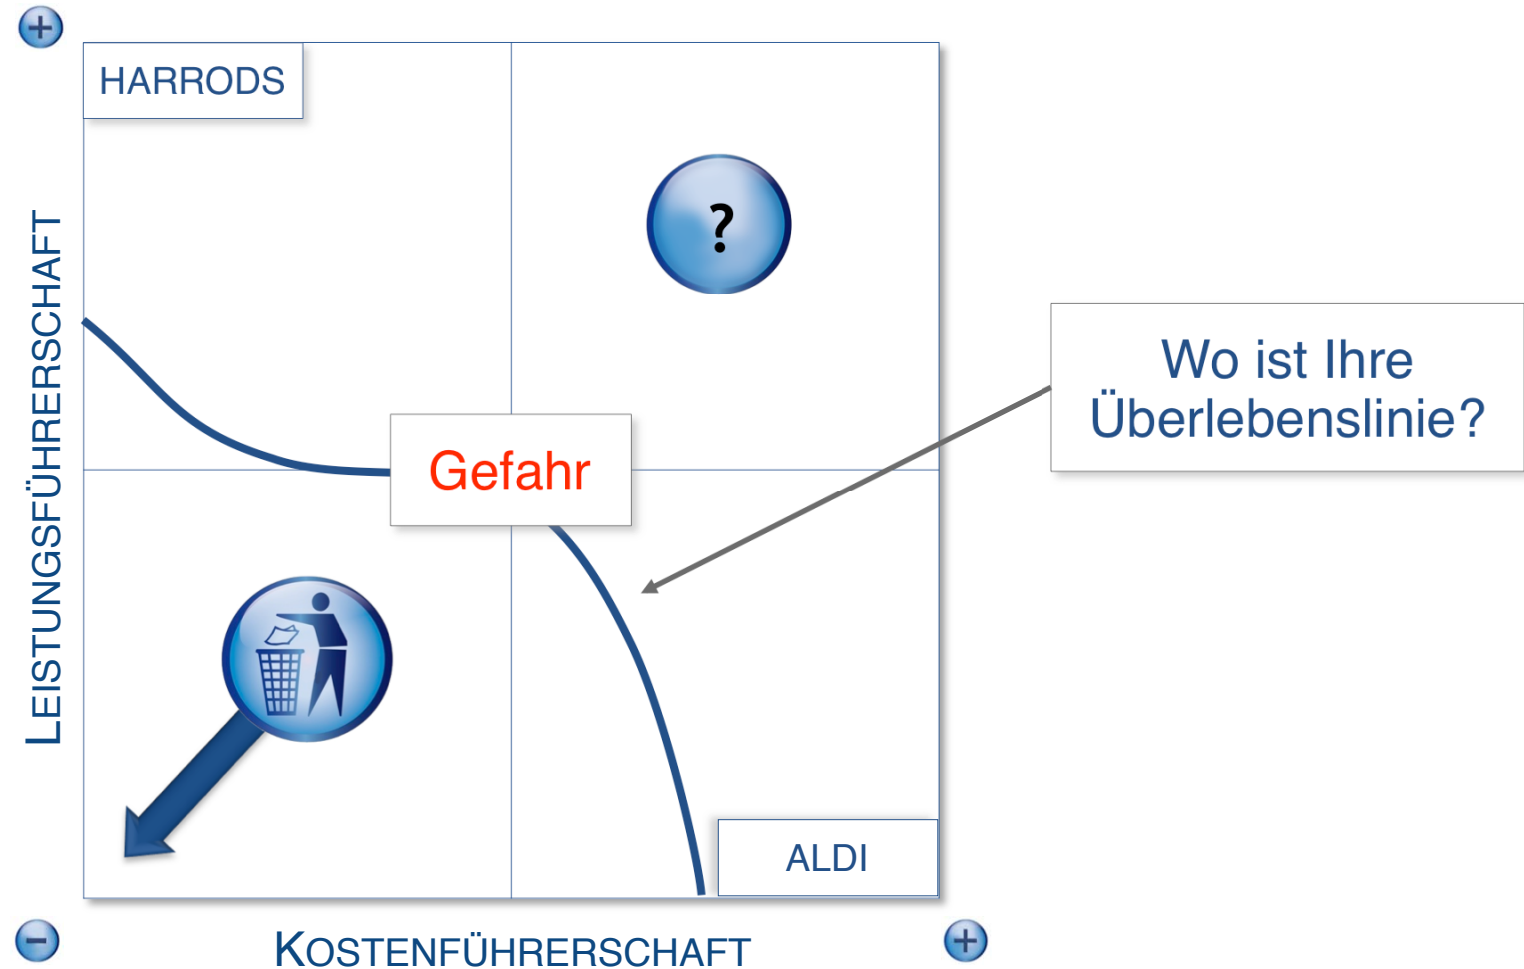 +
HARRODS
?
LEISTUNGSFÜHRERSCHAFT
Wo ist Ihre
Überlebenslinie?
Gefahr
ALDI
-
KOSTENFÜHRERSCHAFT
+